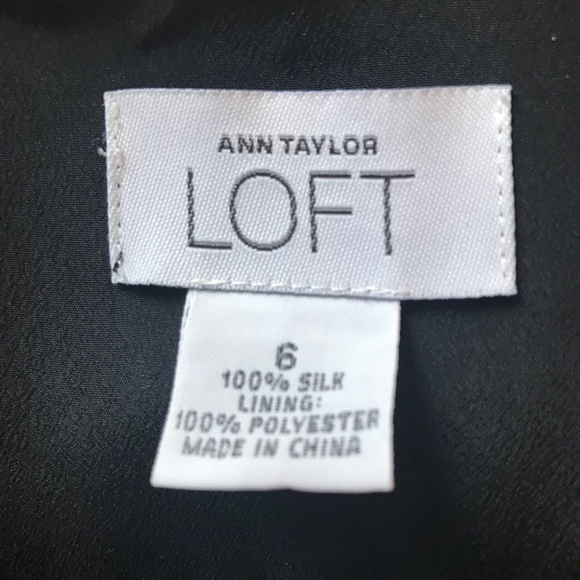 ANN TAYLOR
LOFT
6
100% SILK
LINING:
100% POLYESTER
MADE IN CHINA